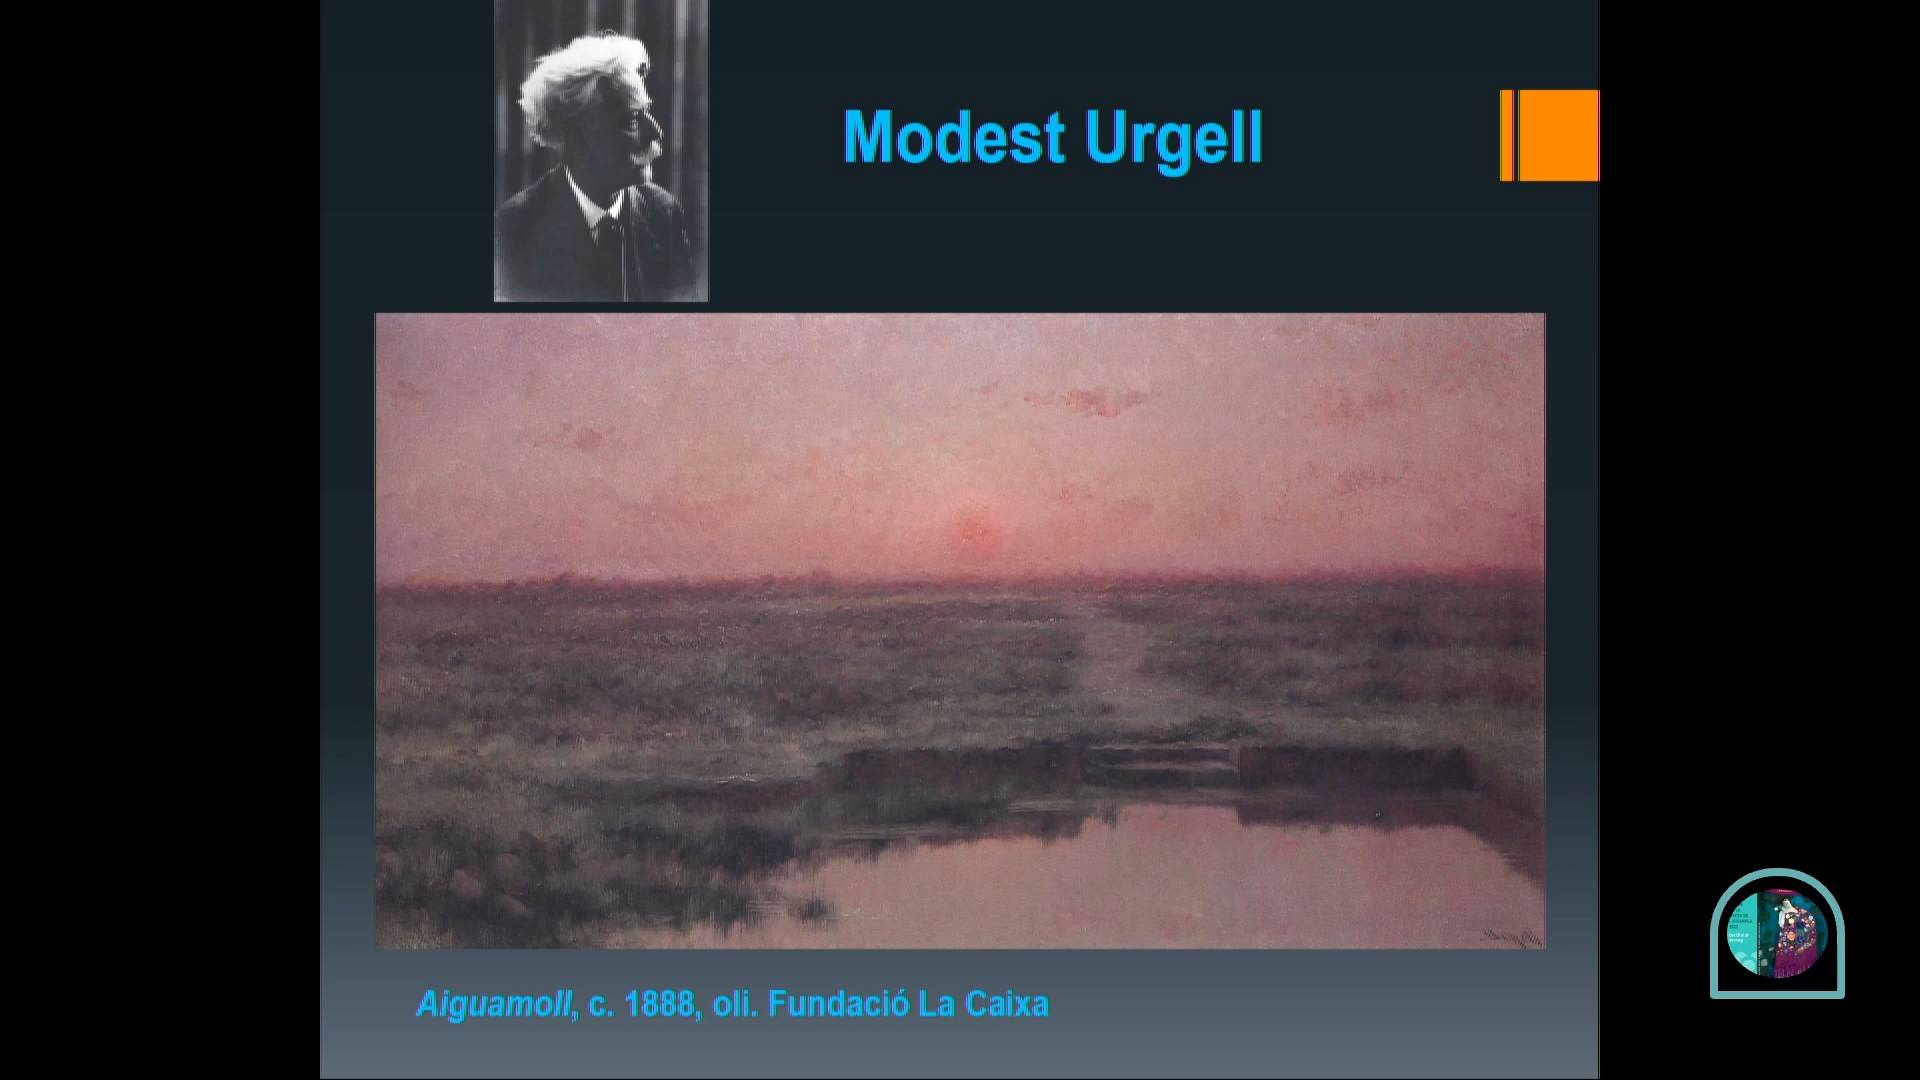 Modest Urgell
Aiguamoll, c. 1888, oli. Fundació La Caixa